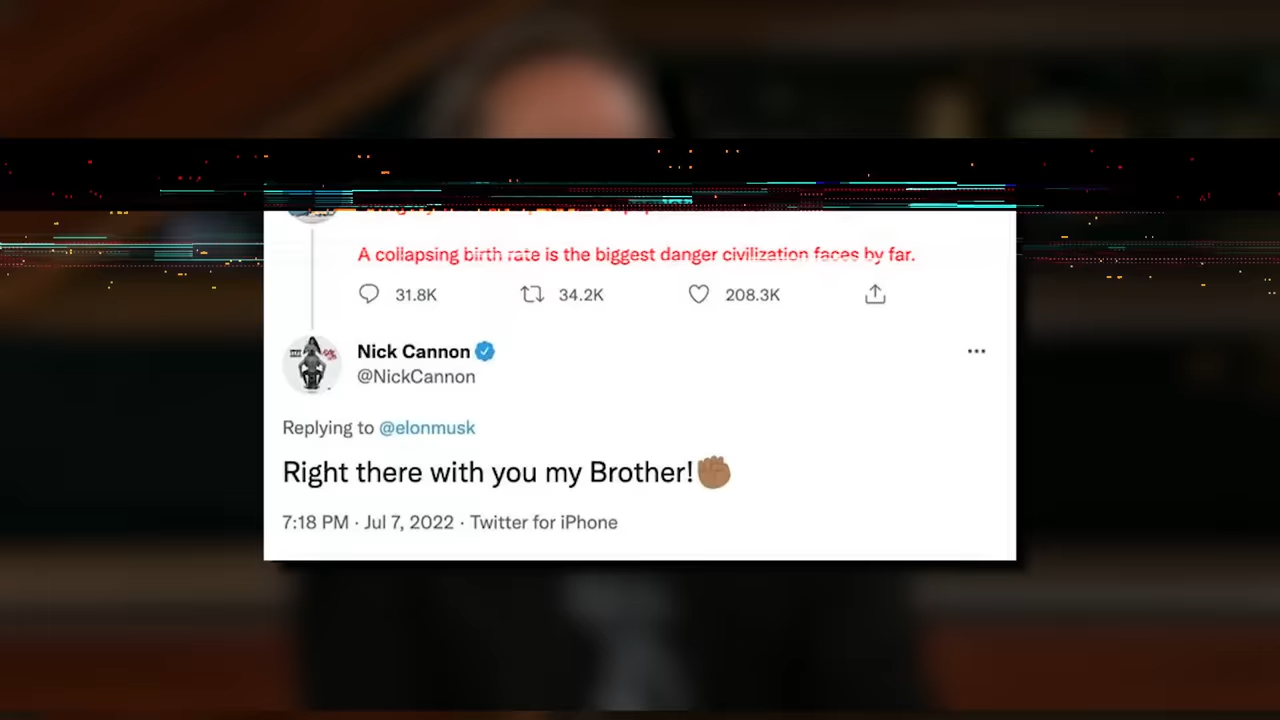 A collapsing birth rate is the biggest danger civilization faces by far.
31.8K 34.2K 208.3K
Nick Cannon
@NickCannon
Replying to @elonmusk
Right there with you my Brother!✊🏾
7:18 PM · Jul 7, 2022 · Twitter for iPhone